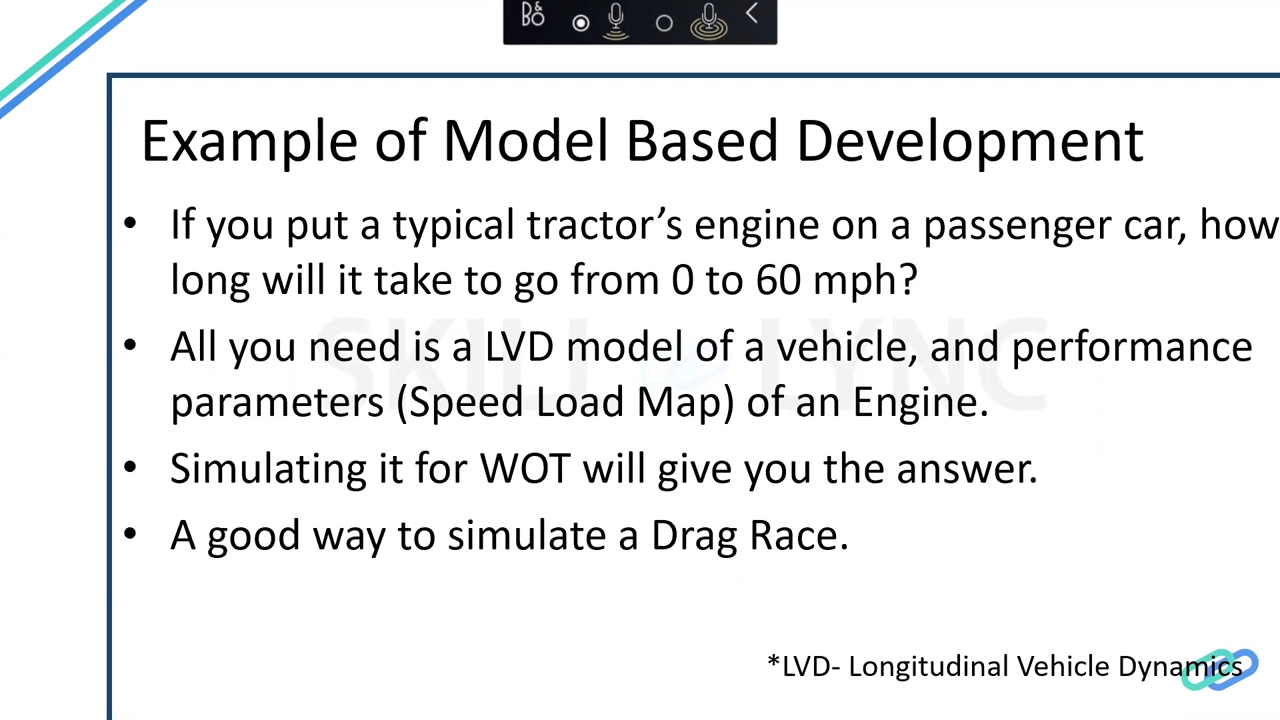 B&O
Example of Model Based Development
• If you put a typical tractor’s engine on a passenger car, how
long will it take to go from 0 to 60 mph?
• All you need is a LVD model of a vehicle, and performance
parameters (Speed Load Map) of an Engine.
SKILL LYNC
• Simulating it for WOT will give you the answer.
• A good way to simulate a Drag Race.
*LVD- Longitudinal Vehicle Dynamics